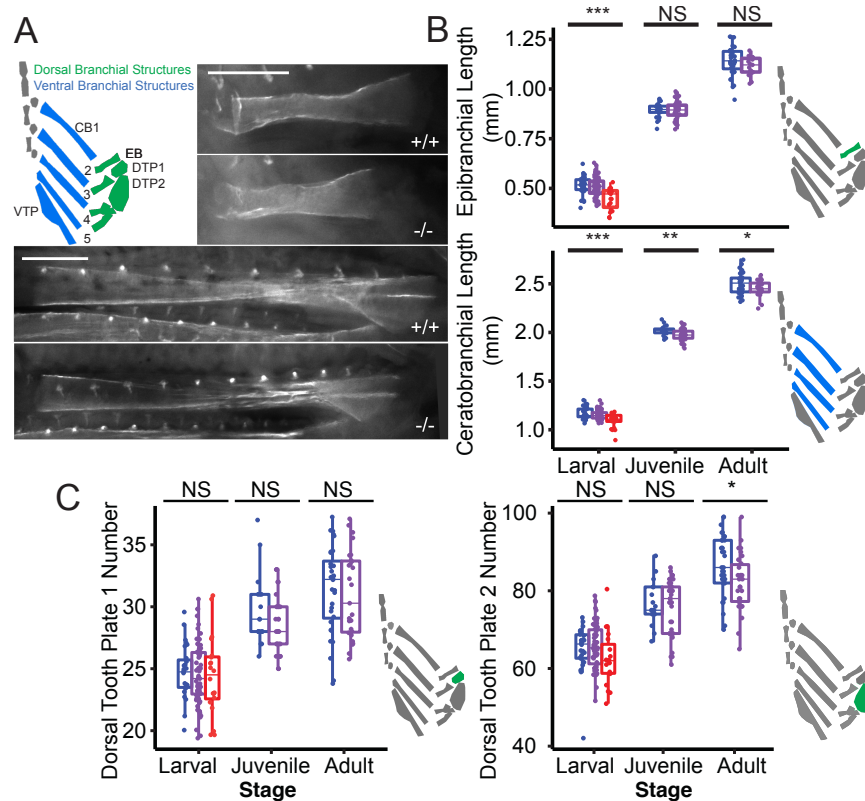 A
Dorsal Branchial Structures
Ventral Branchial Structures
CB1
EB
DTP1
DTP2
2
3
4
5
VTP
+/+
-/-
+/+
-/-
B
Epibranchial Length
(mm)
*** NS NS
1.25
1.00
0.75
0.50
Ceratobranchial Length
(mm)
*** ** *
2.5
2.0
1.5
1.0
Larval Juvenile Adult
C
Dorsal Tooth Plate 1 Number
NS NS NS
35
30
25
20
Larval Juvenile Adult
Stage
Dorsal Tooth Plate 2 Number
NS NS *
100
80
60
40
Larval Juvenile Adult
Stage